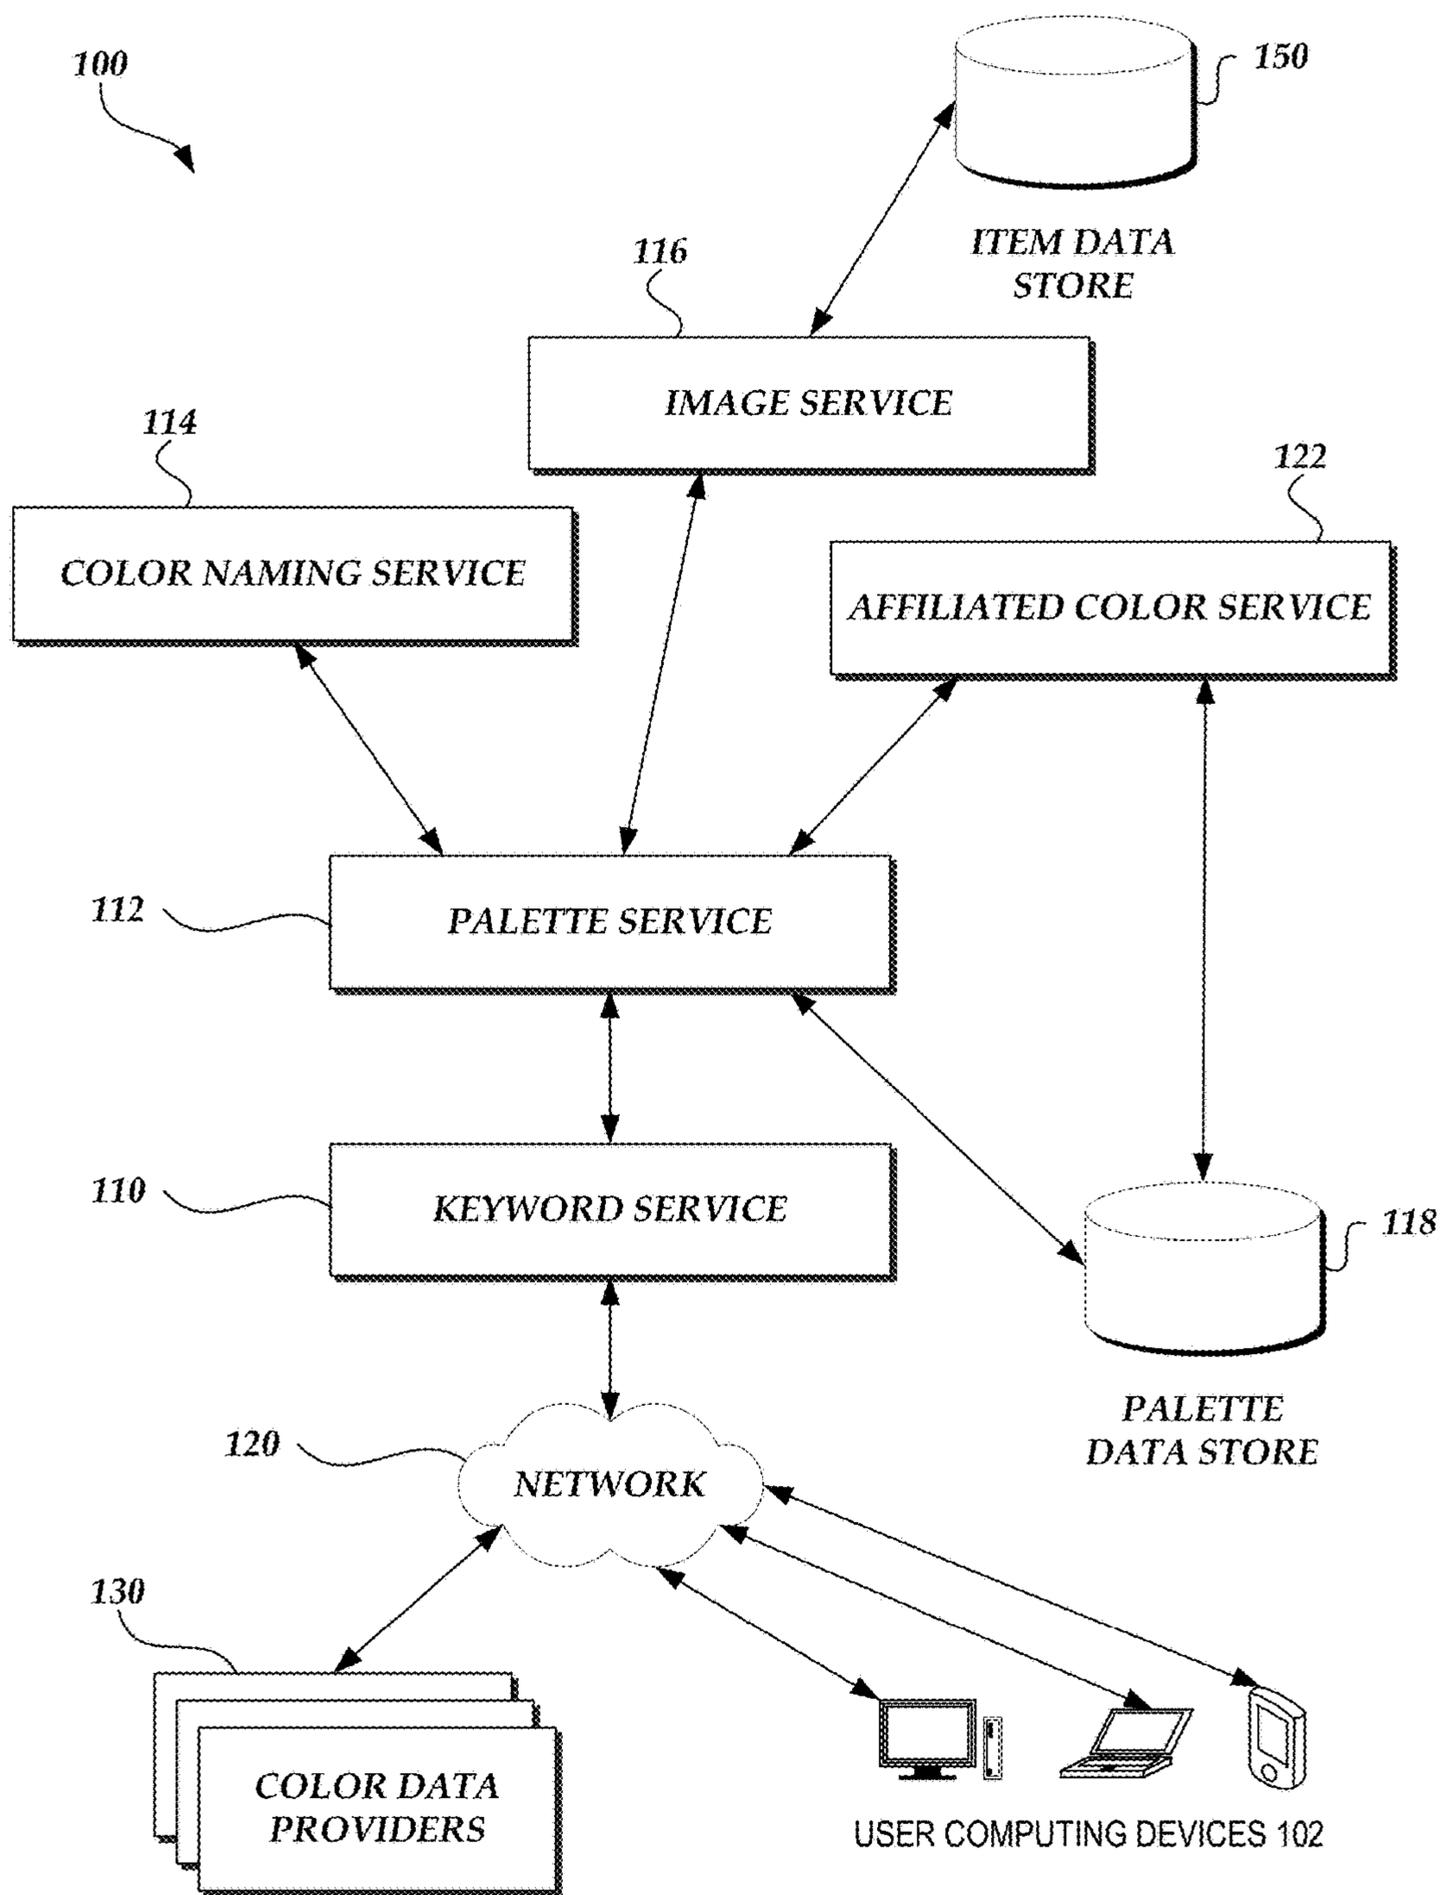 100
150
ITEM DATA
STORE
116
IMAGE SERVICE
114
COLOR NAMING SERVICE
122
AFFILIATED COLOR SERVICE
112
PALETTE SERVICE
110
KEYWORD SERVICE
118
PALETTE
DATA STORE
120
NETWORK
130
COLOR DATA
PROVIDERS
USER COMPUTING DEVICES 102